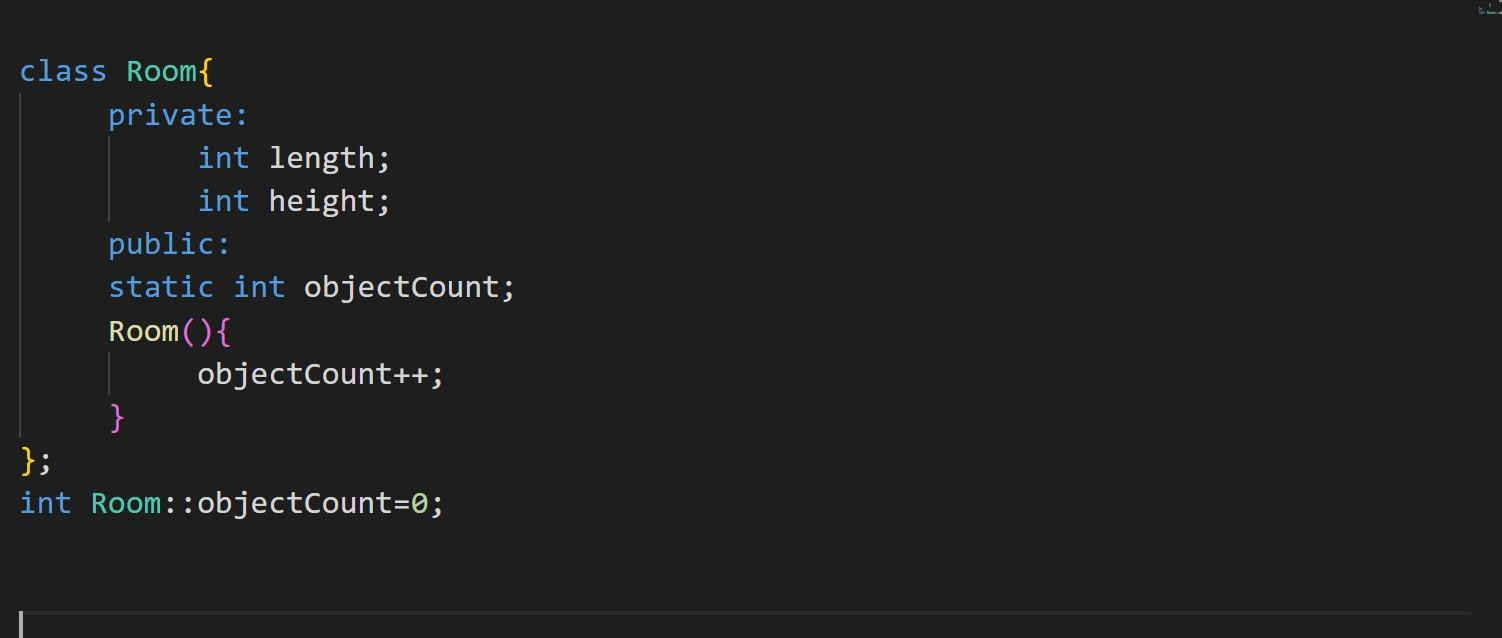 class Room{
private:
int length;
int height;
public:
static int objectCount;
Room(){
objectCount++;
}
};
int Room::objectCount=0;